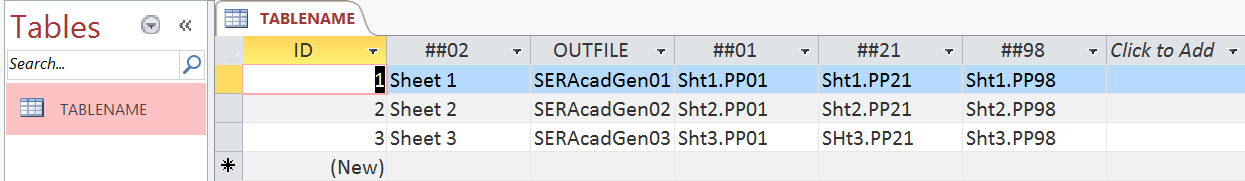 Tables «
Search...
TABLENAME
TABLENAME
ID ##02 OUTFILE ##01 ##21 ##98 Click to Add
1 Sheet 1 SERAcadGen01 Sht1.PP01 Sht1.PP21 Sht1.PP98
2 Sheet 2 SERAcadGen02 Sht2.PP01 Sht2.PP21 Sht2.PP98
3 Sheet 3 SERAcadGen03 Sht3.PP01 SHt3.PP21 Sht3.PP98
* (New)